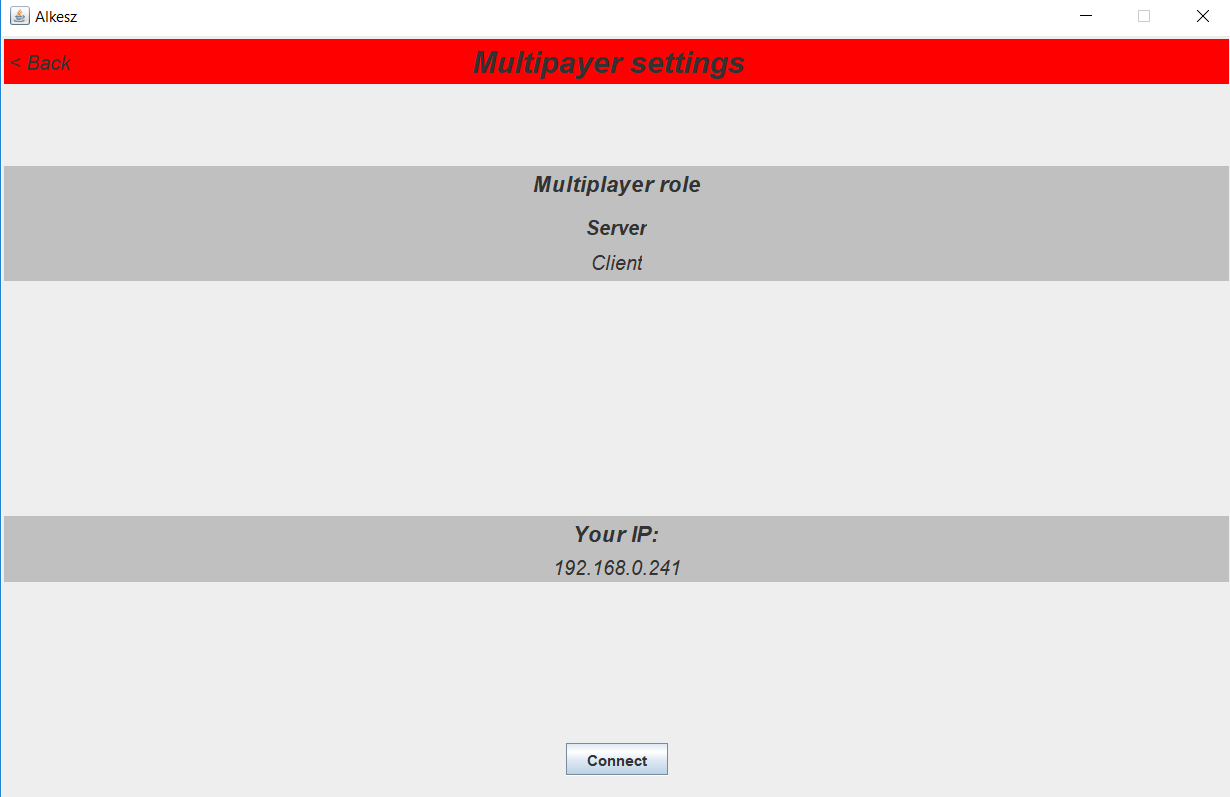 Alkesz
< Back
Multipayer settings
Multiplayer role
Server
Client
Your IP:
192.168.0.241
Connect